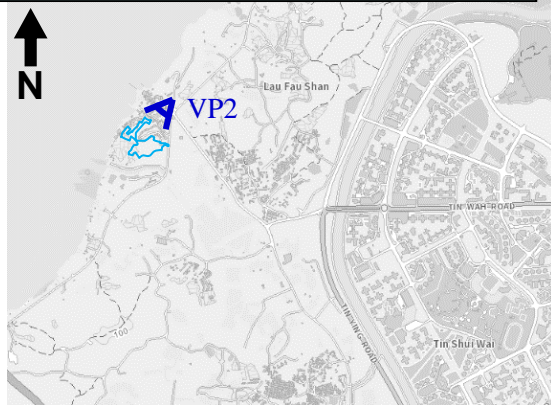 N
Lau Fau Shan
VP2
TIN WAH ROAD
100
TIN YING ROAD
Tin Shui Wai